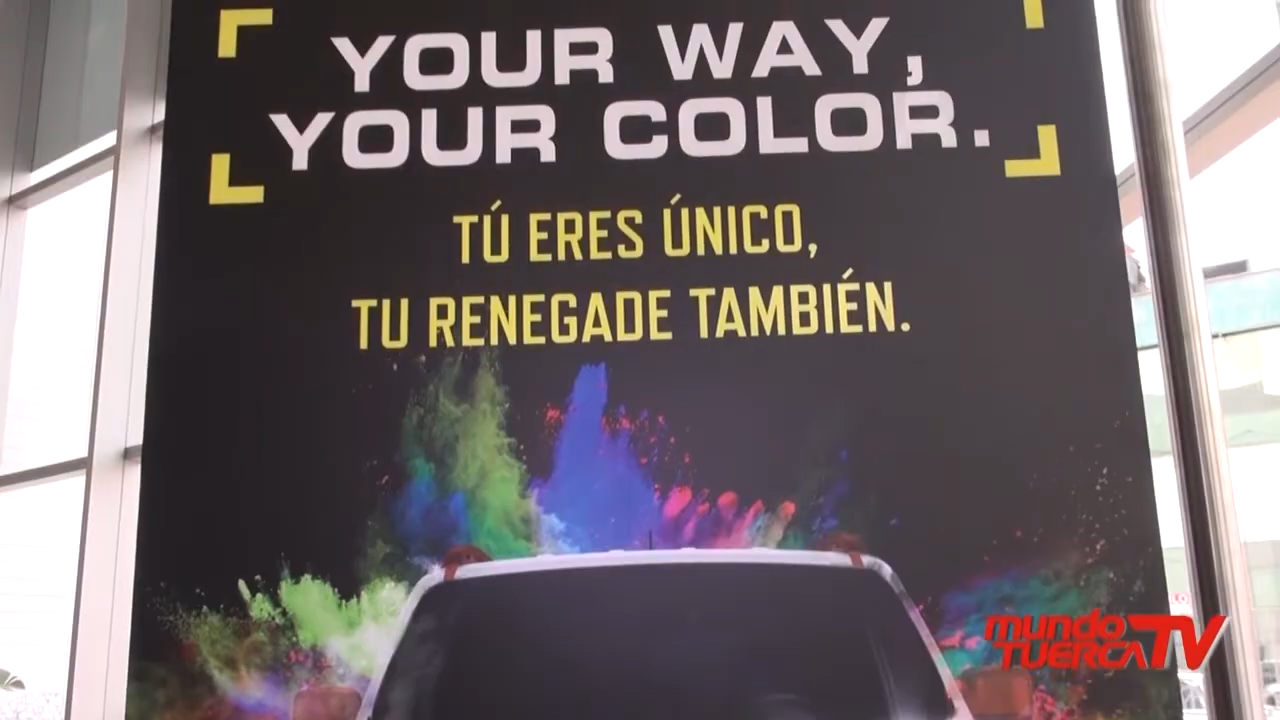 YOUR WAY,
YOUR COLOR.
TÚ ERES ÚNICO,
TU RENEGADE TAMBIÉN.
mundo
TUERCA TV